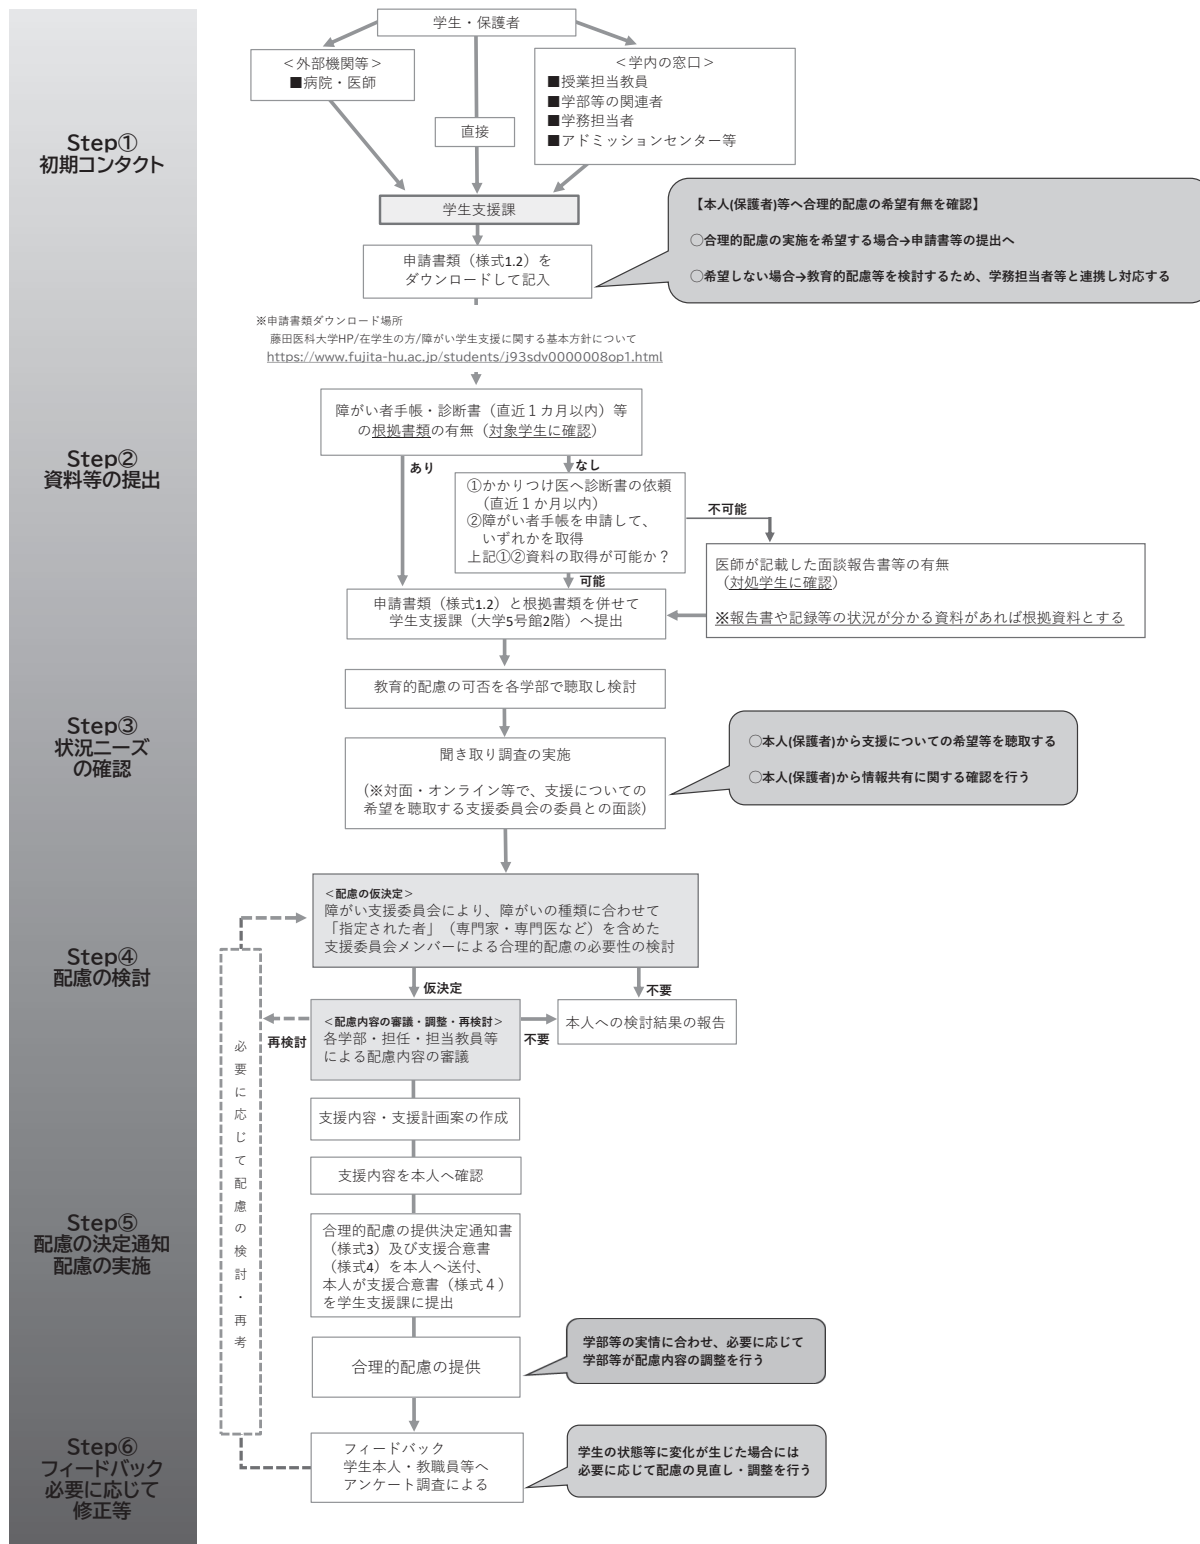 学生・保護者
＜外部機関等＞
■病院・医師
直接
＜学内の窓口＞
■授業担当教員
■学部等の関連者
■学務担当者
■アドミッションセンター等
Step①
初期コンタクト
学生支援課
【本人(保護者)等へ合理的配慮の希望有無を確認】
○合理的配慮の実施を希望する場合→申請書等の提出へ
○希望しない場合→教育的配慮等を検討するため、学務担当者等と連携し対応する
申請書類（様式1.2）を
ダウンロードして記入
※申請書類ダウンロード場所
藤田医科大学HP/在学生の方/障がい学生支援に関する基本方針について
https://www.fujita-hu.ac.jp/students/j93sdv0000008op1.html
Step②
資料等の提出
障がい者手帳・診断書（直近１カ月以内）等
の根拠書類の有無（対象学生に確認）
あり
なし
①かかりつけ医へ診断書の依頼
（直近１か月以内）
②障がい者手帳を申請して、
いずれかを取得
上記①②資料の取得が可能か？
不可能
可能
医師が記載した面談報告書等の有無
（対処学生に確認）
※報告書や記録等の状況が分かる資料があれば根拠資料とする
申請書類（様式1.2）と根拠書類を併せて
学生支援課（大学5号館2階）へ提出
教育的配慮の可否を各学部で聴取し検討
Step③
状況ニーズ
の確認
聞き取り調査の実施
(※対面・オンライン等で、支援についての
希望を聴取する支援委員会の委員との面談)
○本人(保護者)から支援についての希望等を聴取する
○本人(保護者)から情報共有に関する確認を行う
Step④
配慮の検討
＜配慮の仮決定＞
障がい支援委員会により、障がいの種類に合わせて
「指定された者」（専門家・専門医など）を含めた
支援委員会メンバーによる合理的配慮の必要性の検討
仮決定
不要
＜配慮内容の審議・調整・再検討＞
各学部・担任・担当教員等
による配慮内容の審議
再検討
不要
本人への検討結果の報告
必要に応じて配慮の検討・再考
支援内容・支援計画案の作成
支援内容を本人へ確認
Step⑤
配慮の決定通知
配慮の実施
合理的配慮の提供決定通知書
（様式3）及び支援合意書
（様式4）を本人へ送付、
本人が支援合意書（様式４）
を学生支援課に提出
合理的配慮の提供
学部等の実情に合わせ、必要に応じて
学部等が配慮内容の調整を行う
Step⑥
フィードバック
必要に応じて
修正等
フィードバック
学生本人・教職員等へ
アンケート調査による
学生の状態等に変化が生じた場合には
必要に応じて配慮の見直し・調整を行う